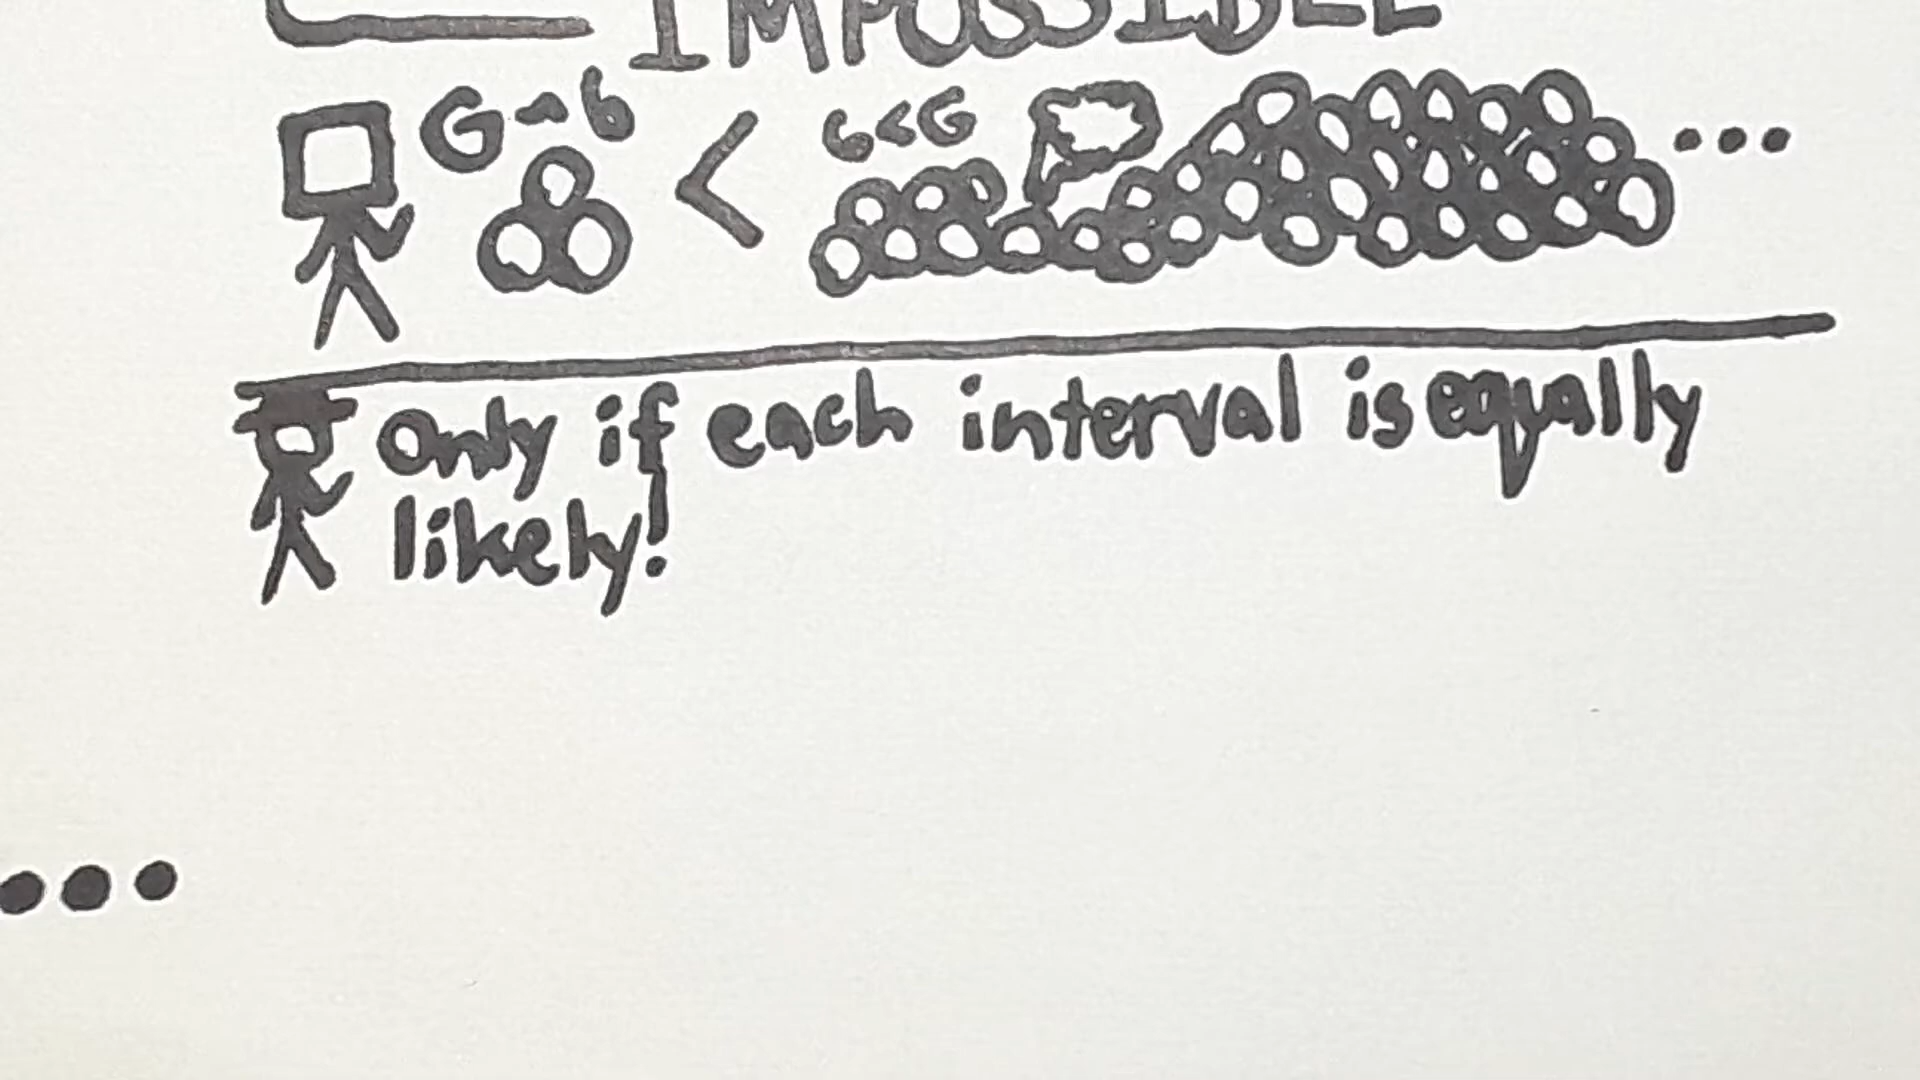 IMPOSSIBLE
G~6
6<G
<
...
Only if each interval is equally
likely!
...